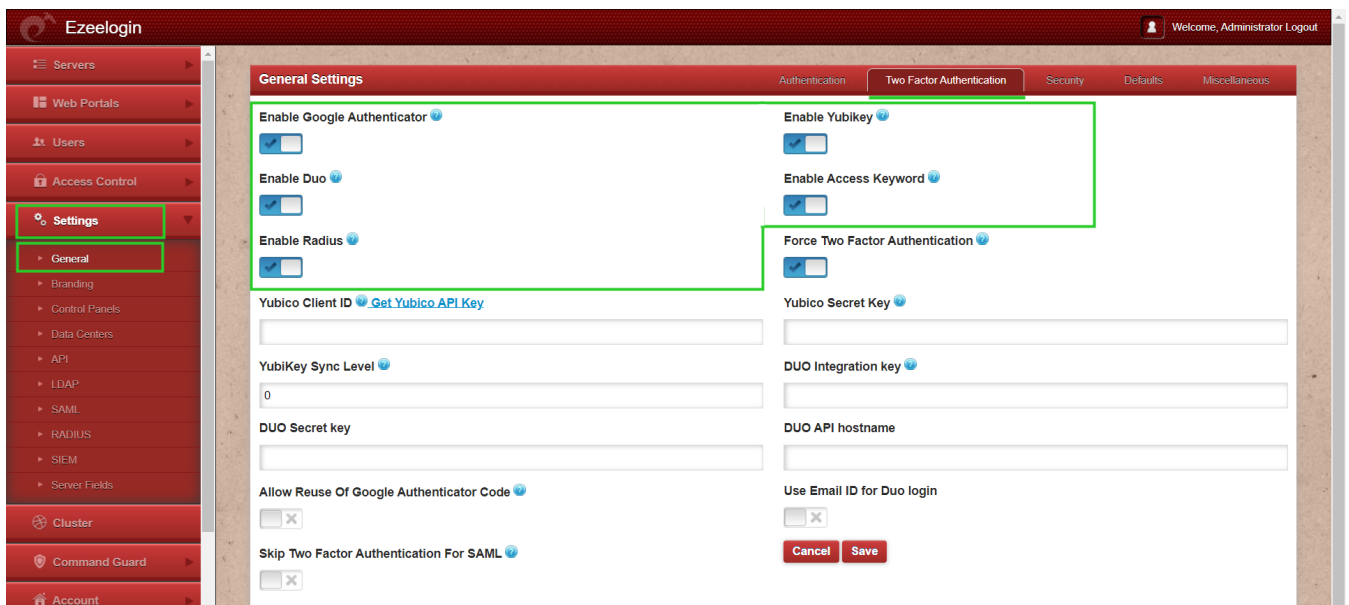 Ezeelogin
Welcome, Administrator Logout
Servers
Web Portals
Users
Access Control
Settings
General
Branding
Control Panels
Data Centers
API
LDAP
SAML
RADIUS
SIEM
Server Fields
Cluster
Command Guard
Account
General Settings
Authentication
Two Factor Authentication
Security
Defaults
Miscellaneous
Enable Google Authenticator
Enable Yubikey
Enable Duo
Enable Access Keyword
Enable Radius
Force Two Factor Authentication
Yubico Client ID Get Yubico API Key
Yubico Secret Key
YubiKey Sync Level
0
DUO Integration key
DUO Secret key
DUO API hostname
Allow Reuse Of Google Authenticator Code
Use Email ID for Duo login
Skip Two Factor Authentication For SAML
Cancel
Save